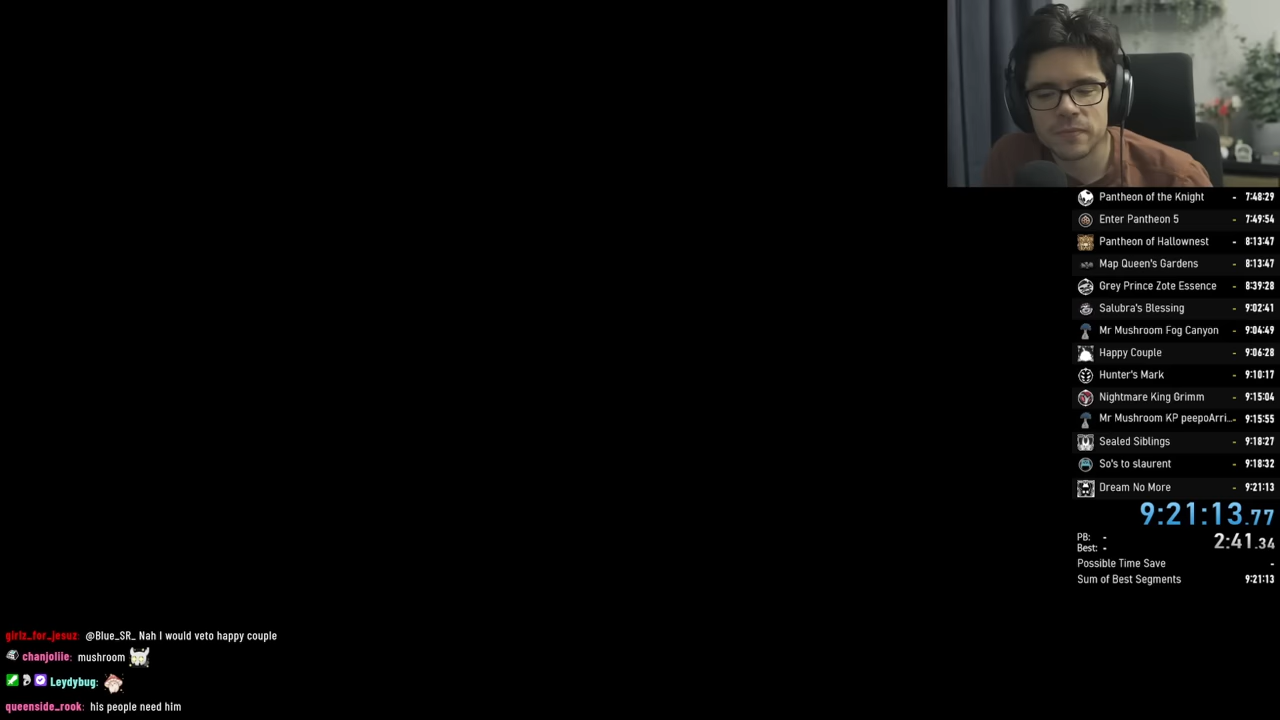 Pantheon of the Knight - 7:48:29
Enter Pantheon 5 - 7:49:54
Pantheon of Hallownest - 8:13:47
Map Queen's Gardens - 8:13:47
Grey Prince Zote Essence - 8:39:28
Salubra's Blessing - 9:02:41
Mr Mushroom Fog Canyon - 9:04:49
Happy Couple - 9:06:28
Hunter's Mark - 9:10:17
Nightmare King Grimm - 9:15:04
Mr Mushroom KP peepoArri... - 9:15:55
Sealed Siblings - 9:18:27
So's to slaurent - 9:18:32
Dream No More - 9:21:13
9:21:13.77
PB: - 2:41.34
Best: -
Possible Time Save -
Sum of Best Segments 9:21:13
girlz_for_jesuz: @Blue_SR_ Nah I would veto happy couple
chanjollie: mushroom
Leydybug:
queenside_rook: his people need him